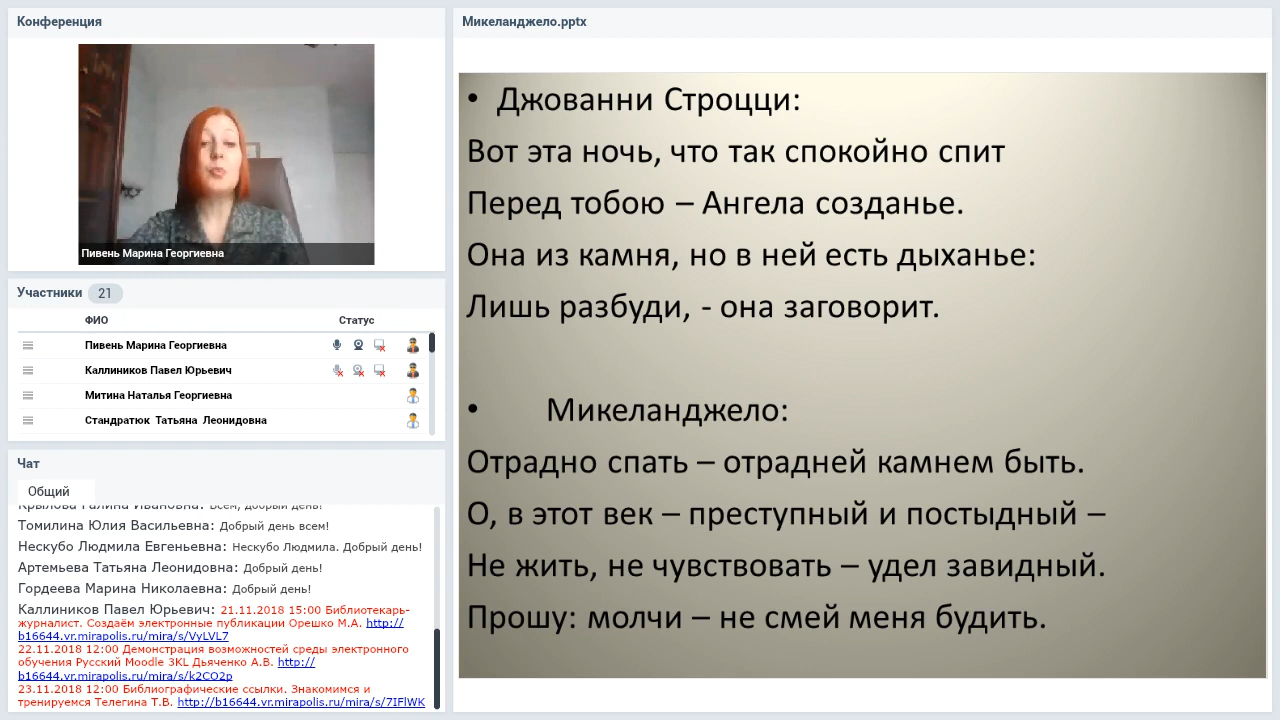 Конференция
Пивень Марина Георгиевна
Участники 21
ФИО Статус
Пивень Марина Георгиевна
Каллиников Павел Юрьевич
Митина Наталья Георгиевна
Стандратюк Татьяна Леонидовна
Чат
Общий
Крылова Галина Ивановна: Всем, добрый день!
Томилина Юлия Васильевна: Добрый день всем!
Нескубо Людмила Евгеньевна: Нескубо Людмила. Добрый день!
Артемьева Татьяна Леонидовна: Добрый день!
Гордеева Марина Николаевна: Добрый день!
Каллиников Павел Юрьевич: 21.11.2018 15:00 Библиотекарь-
журналист. Создаём электронные публикации Орешко М.А. http://
b16644.vr.mirapolis.ru/mira/s/VyLVL7
22.11.2018 12:00 Демонстрация возможностей среды электронного
обучения Русский Moodle 3KL Дьяченко А.В. http://
b16644.vr.mirapolis.ru/mira/s/k2CO2p
23.11.2018 12:00 Библиографические ссылки. Знакомимся и
тренируемся Телегина Т.В. http://b16644.vr.mirapolis.ru/mira/s/7IFlWK
Микеланджело.pptx
• Джованни Строцци:
Вот эта ночь, что так спокойно спит
Перед тобою – Ангела созданье.
Она из камня, но в ней есть дыханье:
Лишь разбуди, - она заговорит.
• Микеланджело:
Отрадно спать – отрадней камнем быть.
О, в этот век – преступный и постыдный –
Не жить, не чувствовать – удел завидный.
Прошу: молчи – не смей меня будить.